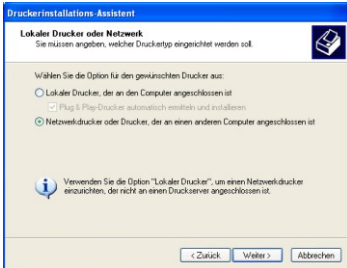 Druckerinstallations-Assistent
Lokaler Drucker oder Netzwerk
Sie müssen angeben, welcher Druckertyp eingerichtet werden soll.
Wählen Sie die Option für den gewünschten Drucker aus:
Lokaler Drucker, der an den Computer angeschlossen ist
Plug & Play-Drucker automatisch ermitteln und installieren
Netzwerkdrucker oder Drucker, der an einen anderen Computer angeschlossen ist
Verwenden Sie die Option "Lokaler Drucker", um einen Netzwerkdrucker
einzurichten, der nicht an einen Druckserver angeschlossen ist.
< Zurück Weiter > Abbrechen